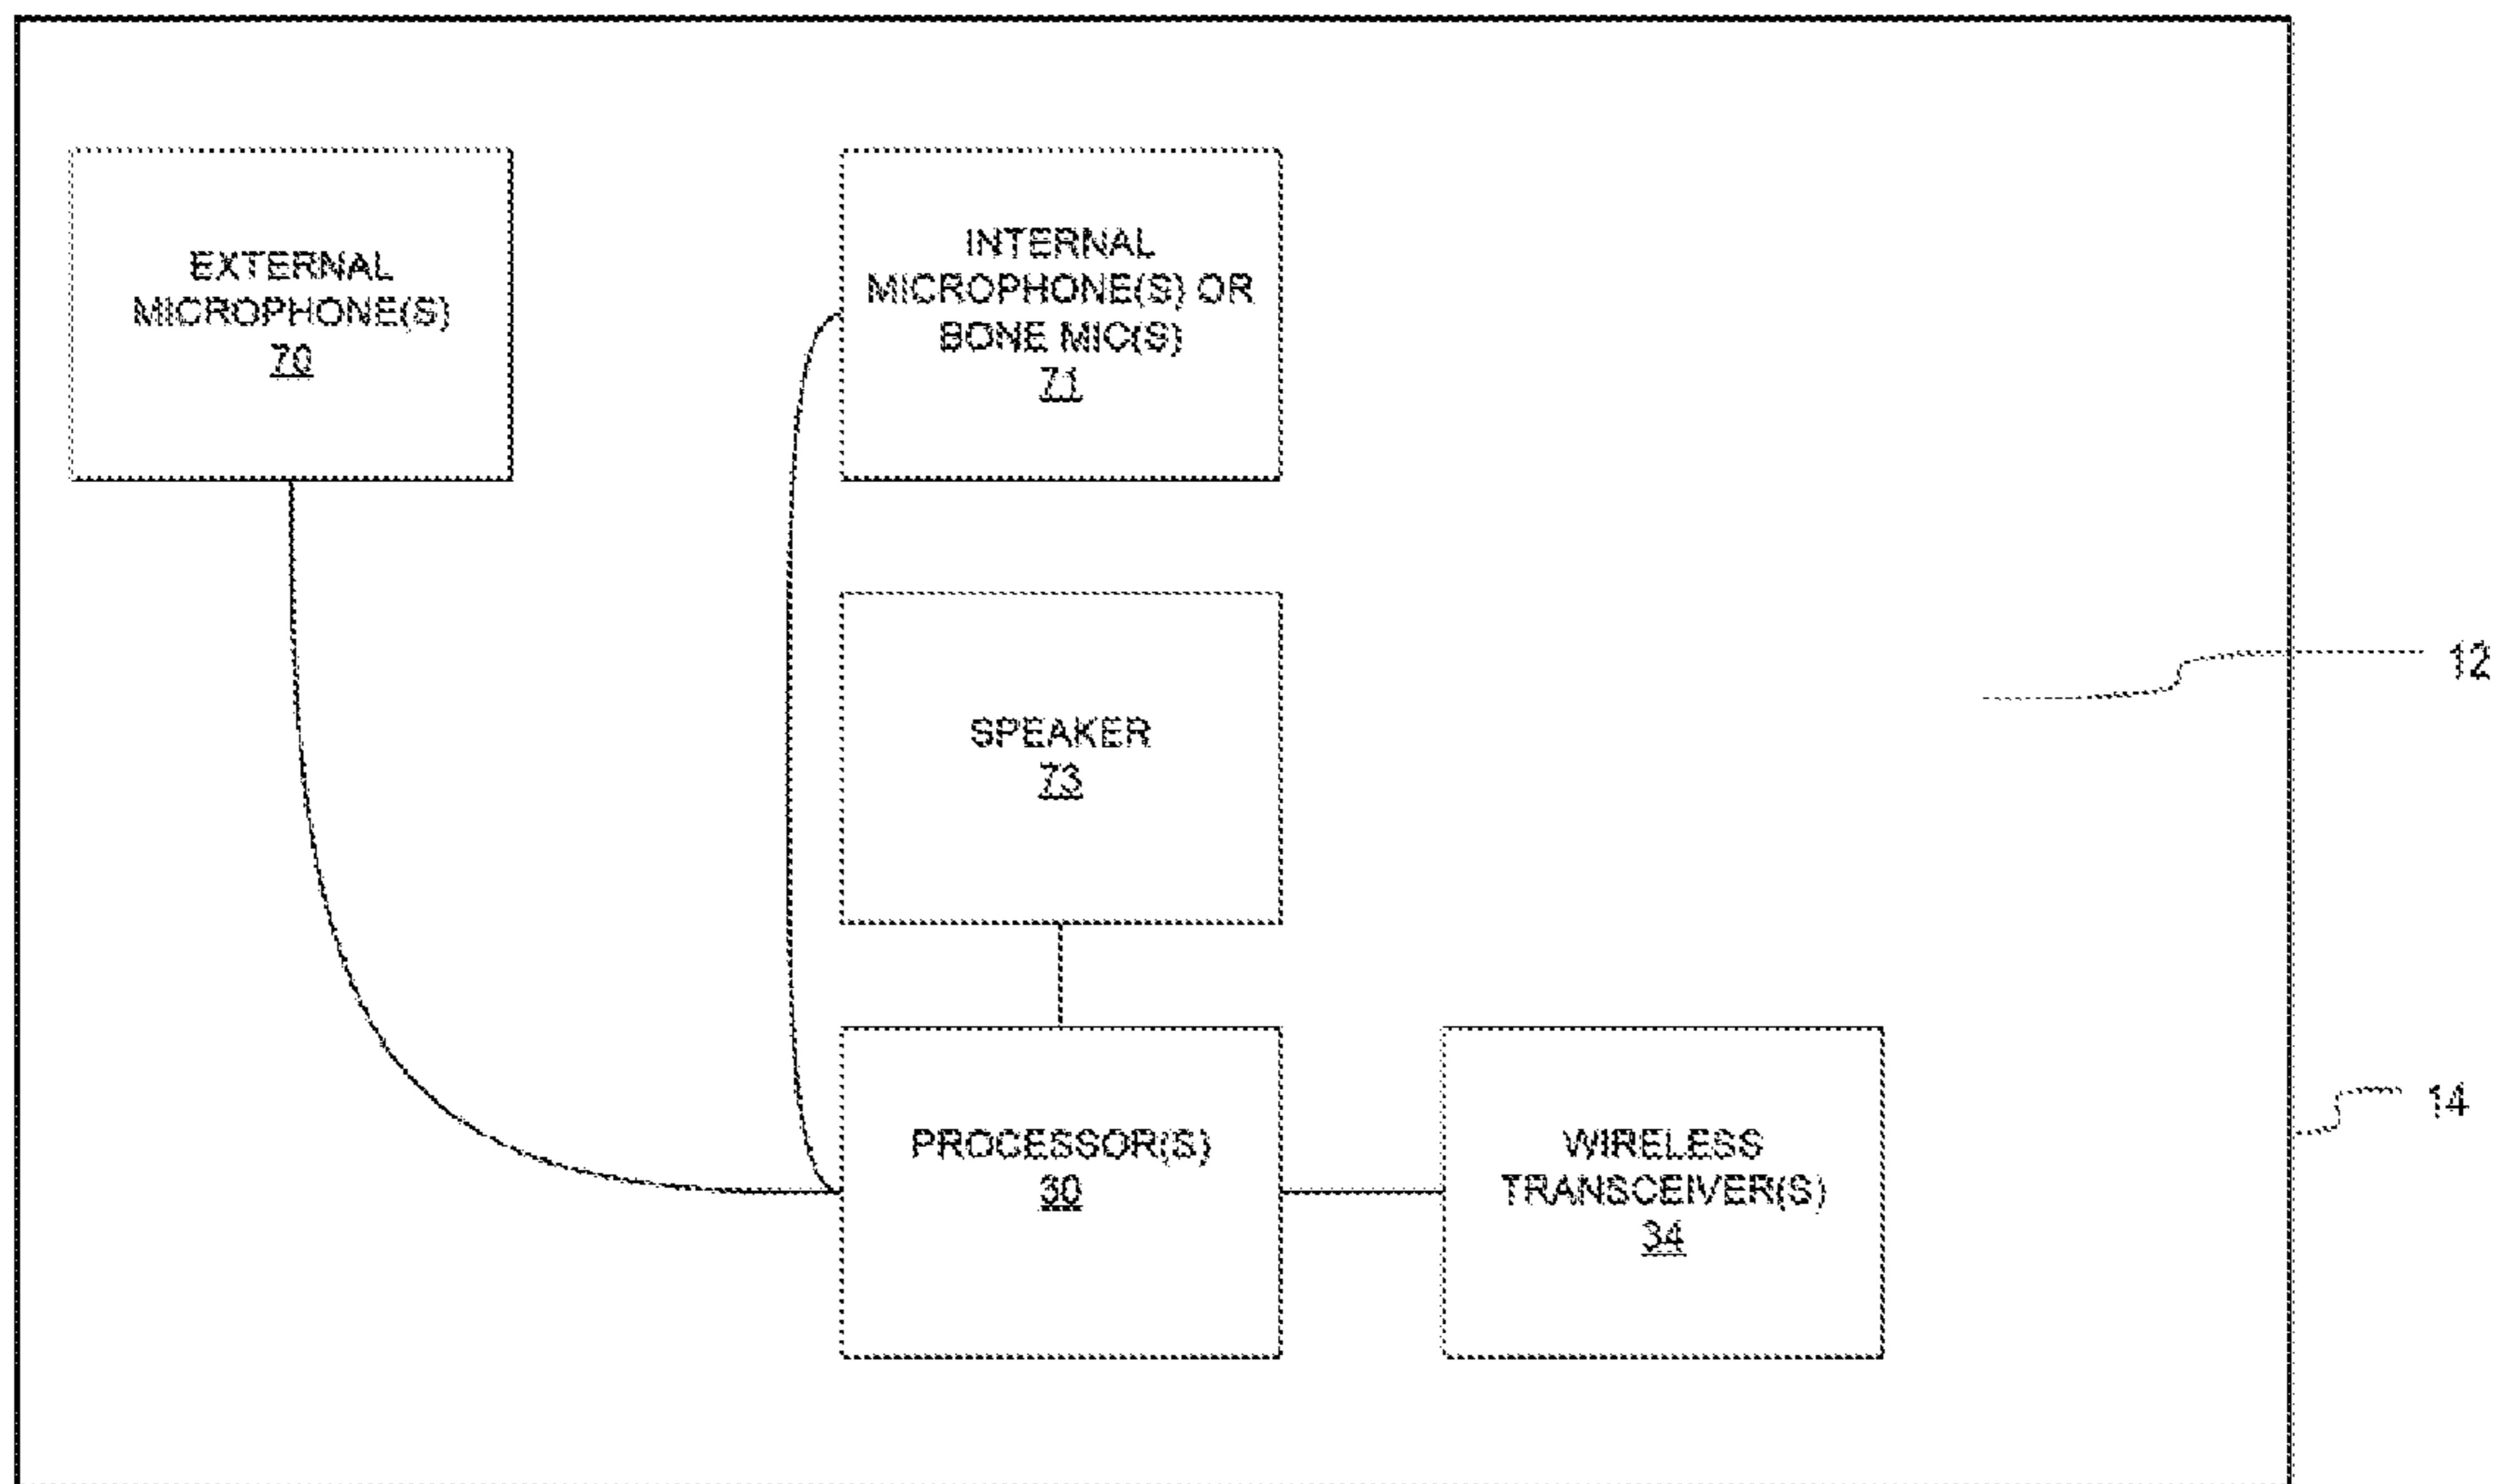 EXTERNAL
MICROPHONE(S)
70
INTERNAL
MICROPHONE(S) OR
BONE MIC(S)
71
SPEAKER
73
12
14
PROCESSOR(S)
30
WIRELESS
TRANSCEIVER(S)
34